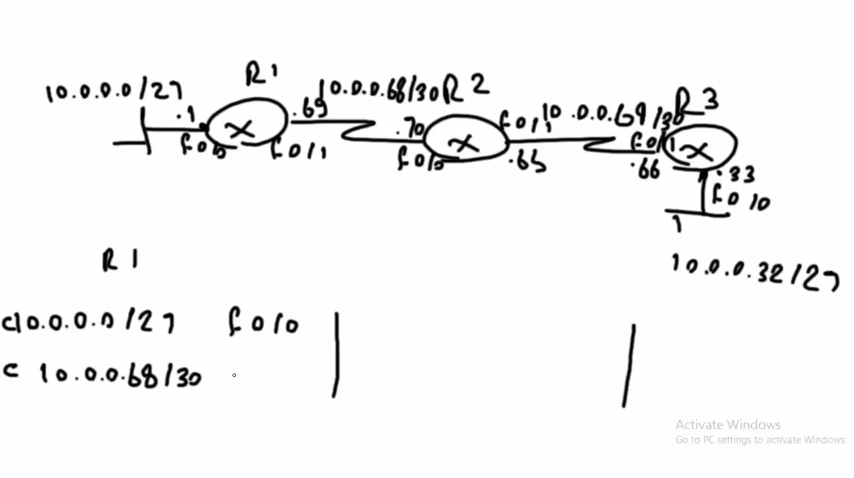 R1
10.0.0.0/27
.1
f0/0
.69
f0/1
10.0.0.68/30
R2
.70
f0/0
f0/1
.65
10.0.0.64/30
R3
f0/1
.66
.33
f0/0
1
10.0.0.32/27
R1
C 10.0.0.0/27 f0/0
C 10.0.0.68/30
Activate Windows
Go to PC settings to activate Windows.